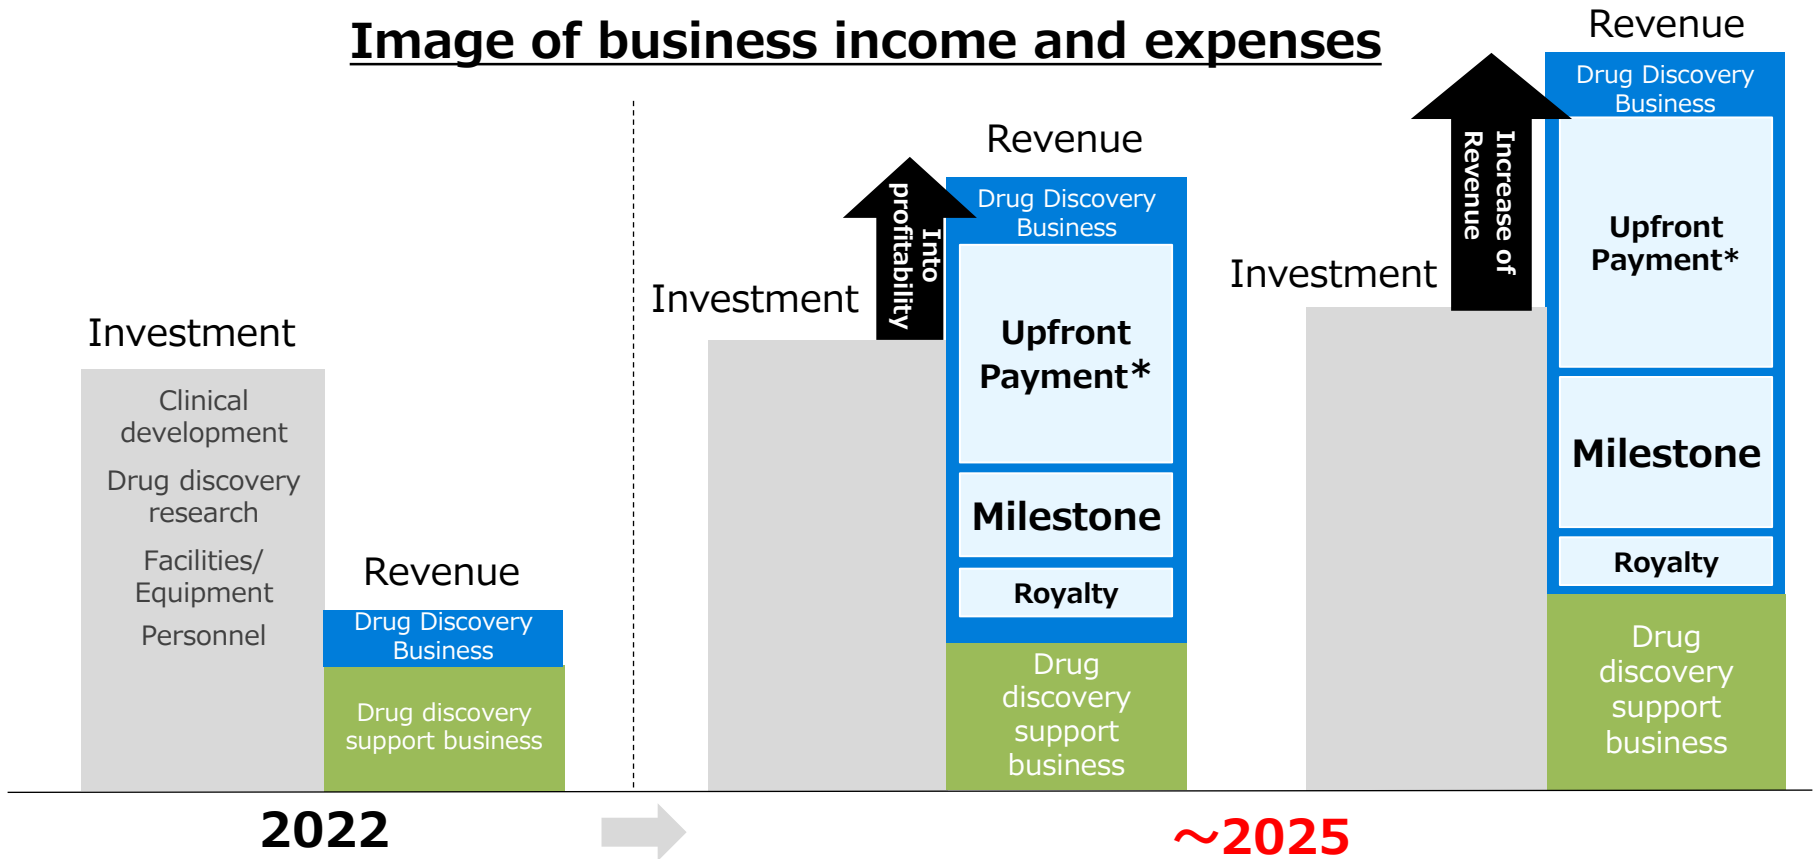 Image of business income and expenses
Investment
Clinical
development
Drug discovery
research
Facilities/
Equipment
Personnel
Revenue
Drug Discovery
Business
Drug discovery
support business
2022
Investment
Into
profitability
Revenue
Drug Discovery
Business
Upfront
Payment*
Milestone
Royalty
Drug
discovery
support
business
Investment
Increase of
Revenue
Revenue
Drug Discovery
Business
Upfront
Payment*
Milestone
Royalty
Drug
discovery
support
business
～2025